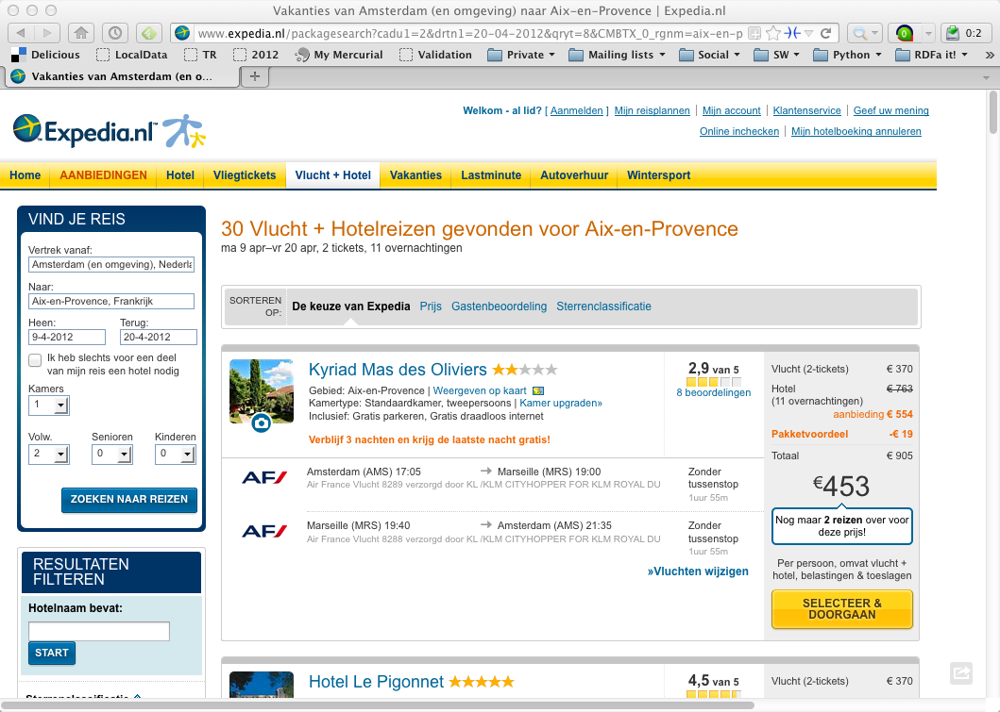 Vakanties van Amsterdam (en omgeving) naar Aix-en-Provence | Expedia.nl
www.expedia.nl/packagesearch?cadu1=2&drtn1=20-04-2012&qryt=8&CMBTX_0_rgnm=aix-en-p
0:2
Delicious LocalData TR 2012 My Mercurial Validation Private Mailing lists Social SW Python RDFa it! »
Vakanties van Amsterdam (en o...
Welkom - al lid? [ Aanmelden ] Mijn reisplannen | Mijn account | Klantenservice | Geef uw mening
Online inchecken | Mijn hotelboeking annuleren
Expedia.nl™
Home AANBIEDINGEN Hotel Vliegtickets Vlucht + Hotel Vakanties Lastminute Autoverhuur Wintersport
VIND JE REIS
Vertrek vanaf:
Amsterdam (en omgeving), Nederla
Naar:
Aix-en-Provence, Frankrijk
Heen: Terug:
9-4-2012 20-4-2012
Ik heb slechts voor een deel
van mijn reis een hotel nodig
Kamers
1
Volw. Senioren Kinderen
2 0 0
ZOEKEN NAAR REIZEN
RESULTATEN
FILTEREN
Hotelnaam bevat:
START
Sterrenclassificatie
30 Vlucht + Hotelreizen gevonden voor Aix-en-Provence
ma 9 apr–vr 20 apr, 2 tickets, 11 overnachtingen
SORTEREN
OP:
De keuze van Expedia Prijs Gastenbeoordeling Sterrenclassificatie
Kyriad Mas des Oliviers
Gebied: Aix-en-Provence | Weergeven op kaart
Kamertype: Standaardkamer, tweepersoons | Kamer upgraden»
Inclusief: Gratis parkeren, Gratis draadloos internet
Verblijf 3 nachten en krijg de laatste nacht gratis!
2,9 van 5
8 beoordelingen
AF Amsterdam (AMS) 17:05 → Marseille (MRS) 19:00
Air France Vlucht 8289 verzorgd door KL /KLM CITYHOPPER FOR KLM ROYAL DU
Zonder
tussenstop
1uur 55m
AF Marseille (MRS) 19:40 → Amsterdam (AMS) 21:35
Air France Vlucht 8288 verzorgd door KL /KLM CITYHOPPER FOR KLM ROYAL DU
Zonder
tussenstop
1uur 55m
»Vluchten wijzigen
Vlucht (2-tickets) € 370
Hotel € 763
(11 overnachtingen)
aanbieding € 554
Pakketvoordeel -€ 19
Totaal € 905
€453
Nog maar 2 reizen over voor
deze prijs!
Per persoon, omvat vlucht +
hotel, belastingen & toeslagen
SELECTEER &
DOORGAAN
Hotel Le Pigonnet
4,5 van 5
Vlucht (2-tickets) € 370